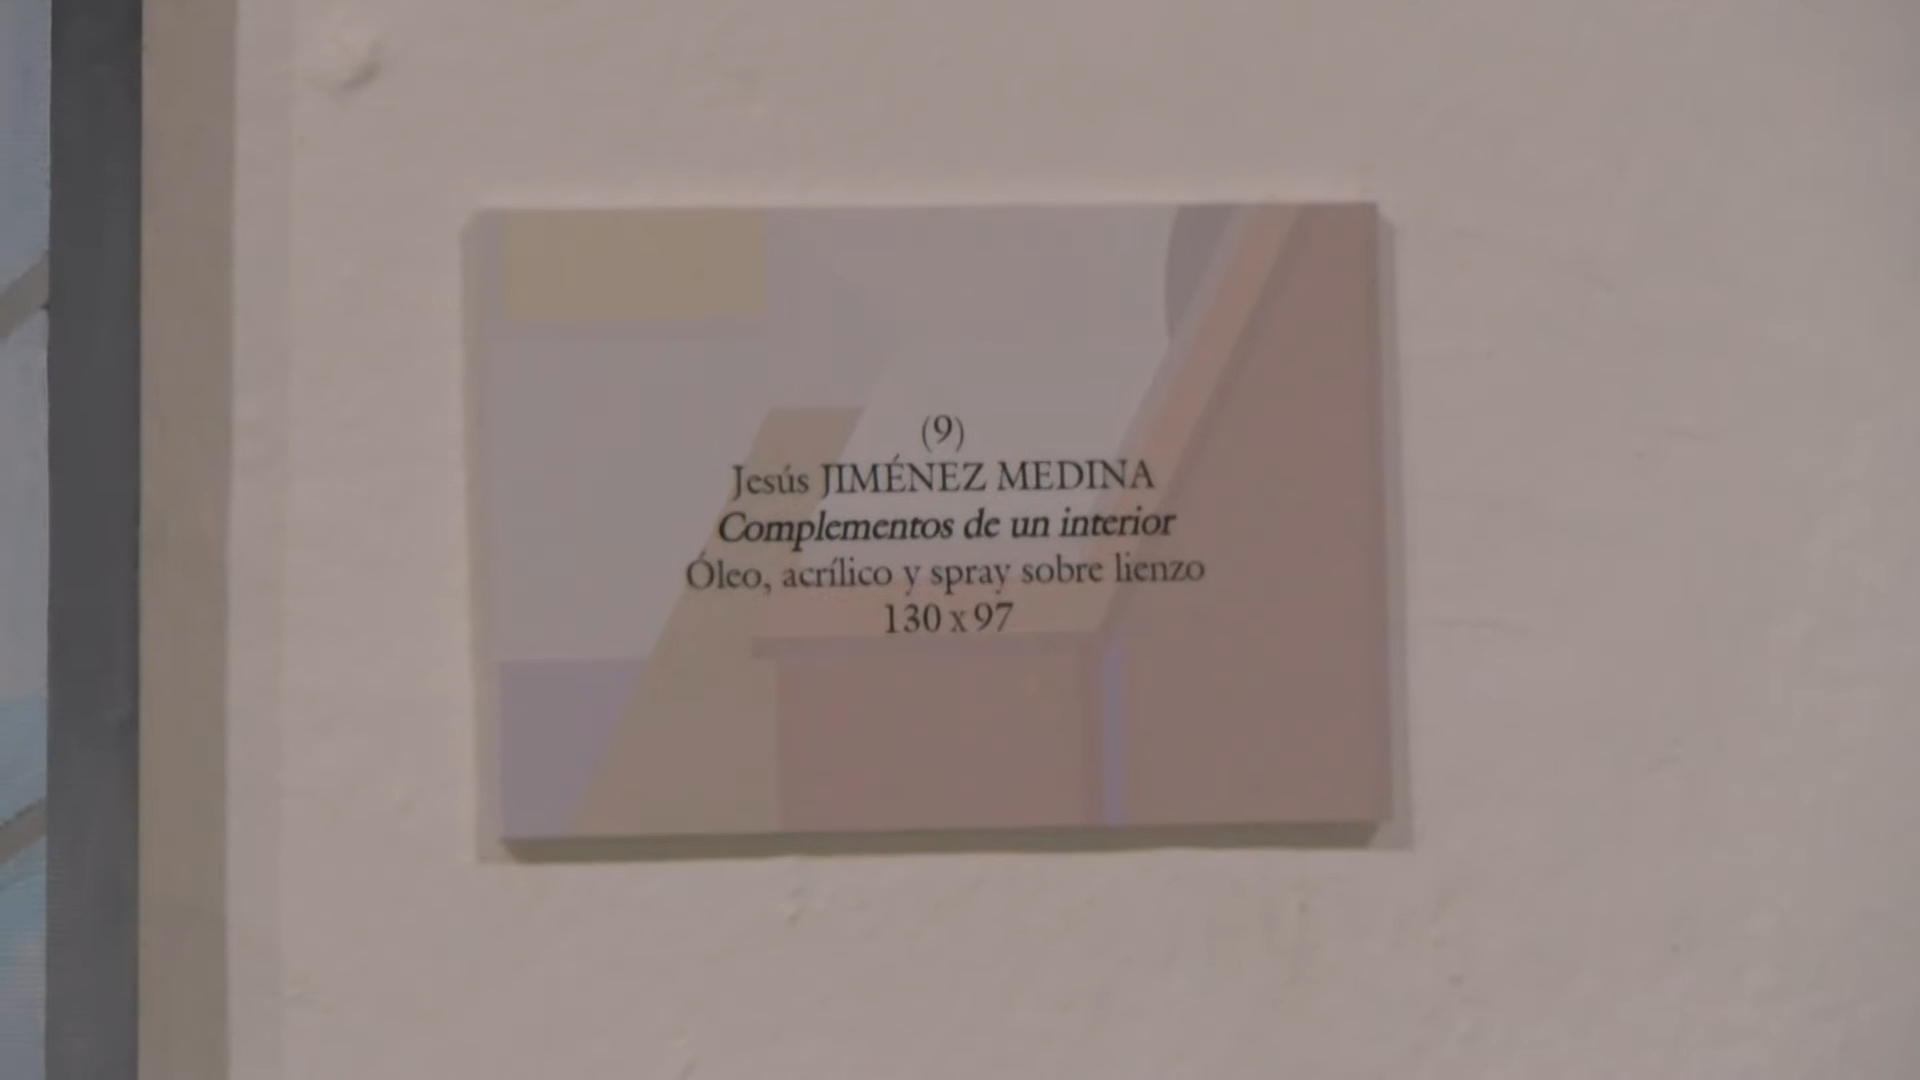 (9)
Jesús JIMÉNEZ MEDINA
Complementos de un interior
Óleo, acrílico y spray sobre lienzo
130 x 97